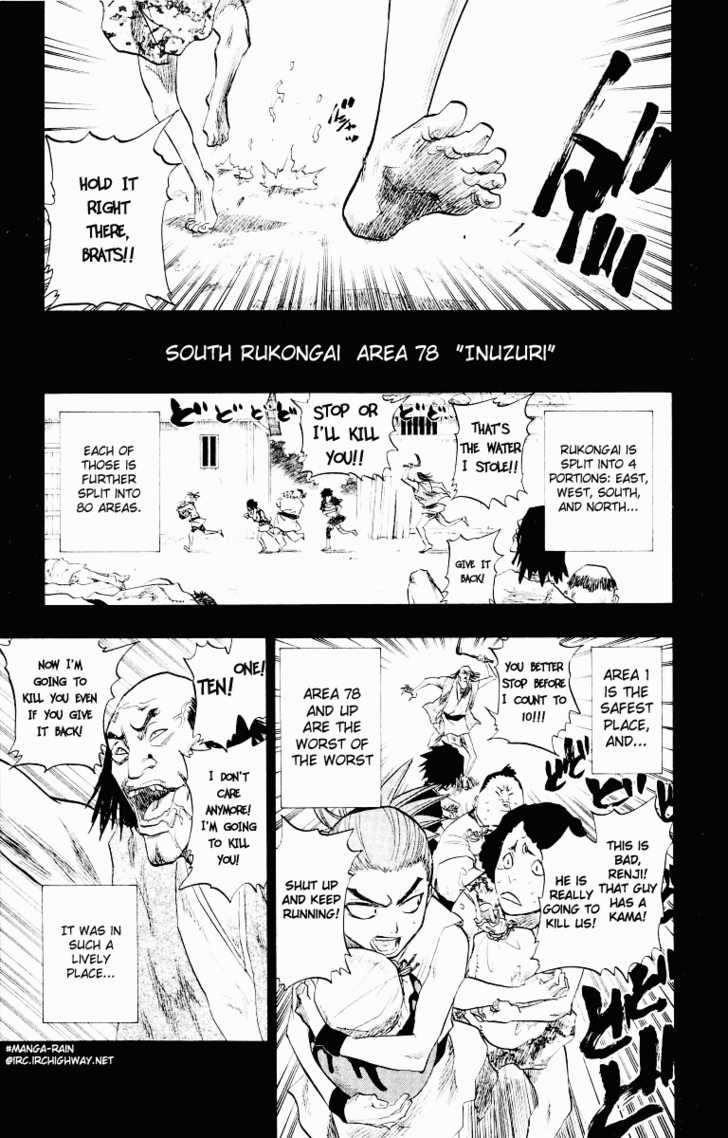 HOLD IT
RIGHT
THERE,
BRATS!!
SOUTH RUKONGAI AREA 78 "INUZURI"
RUKONGAI IS
SPLIT INTO 4
PORTIONS: EAST,
WEST, SOUTH,
AND NORTH...
THAT'S
THE WATER
I STOLE!!
GIVE IT
BACK!
STOP OR
I'LL KILL
YOU!!
ど ど ど ど
EACH OF
THOSE IS
FURTHER
SPLIT INTO
80 AREAS.
AREA 1
IS THE
SAFEST
PLACE,
AND...
YOU BETTER
STOP BEFORE
I COUNT TO
10!!!
AREA 78
AND UP
ARE THE
WORST OF
THE WORST
THIS IS
BAD,
RENJI!
THAT GUY
HAS A
KAMA!
HE IS
REALLY
GOING TO
KILL US!
SHUT UP
AND KEEP
RUNNING!
ONE!
TEN!
I DON'T
CARE
ANYMORE!
I'M GOING
TO KILL
YOU!
NOW I'M
GOING TO
KILL YOU EVEN
IF YOU GIVE
IT BACK!
IT WAS IN
SUCH A
LIVELY
PLACE...
#MANGA-RAIN
@IRC.IRCHIGHWAY.NET